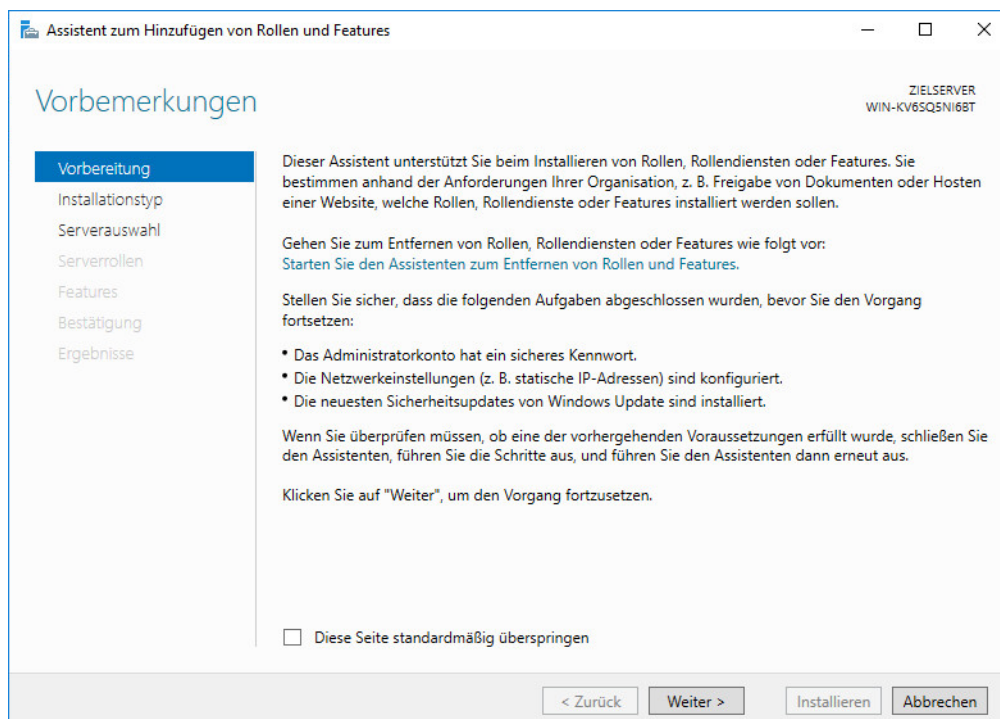 Assistent zum Hinzufügen von Rollen und Features
Vorbemerkungen
ZIELSERVER
WIN-KV6SQ5NI6BT
Vorbereitung
Installationstyp
Serverauswahl
Serverrollen
Features
Bestätigung
Ergebnisse
Dieser Assistent unterstützt Sie beim Installieren von Rollen, Rollendiensten oder Features. Sie
bestimmen anhand der Anforderungen Ihrer Organisation, z. B. Freigabe von Dokumenten oder Hosten
einer Website, welche Rollen, Rollendienste oder Features installiert werden sollen.
Gehen Sie zum Entfernen von Rollen, Rollendiensten oder Features wie folgt vor:
Starten Sie den Assistenten zum Entfernen von Rollen und Features.
Stellen Sie sicher, dass die folgenden Aufgaben abgeschlossen wurden, bevor Sie den Vorgang
fortsetzen:
• Das Administratorkonto hat ein sicheres Kennwort.
• Die Netzwerkeinstellungen (z. B. statische IP-Adressen) sind konfiguriert.
• Die neuesten Sicherheitsupdates von Windows Update sind installiert.
Wenn Sie überprüfen müssen, ob eine der vorhergehenden Voraussetzungen erfüllt wurde, schließen Sie
den Assistenten, führen Sie die Schritte aus, und führen Sie den Assistenten dann erneut aus.
Klicken Sie auf "Weiter", um den Vorgang fortzusetzen.
Diese Seite standardmäßig überspringen
< Zurück
Weiter >
Installieren
Abbrechen